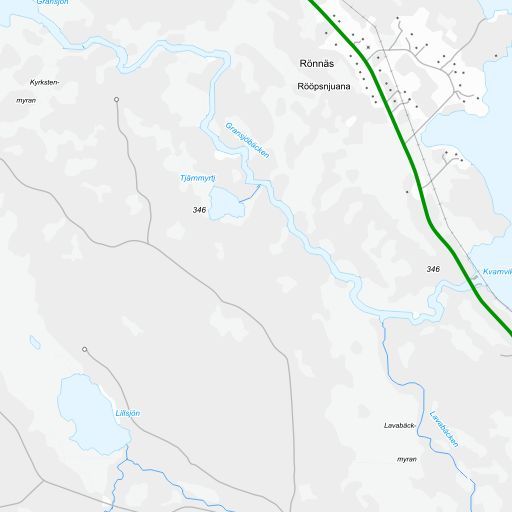 Gransjön
Rönnäs
Rööpsnjuana
Kyrksten-
myran
Gransjöbäcken
Tjämmyrtj
346
346
Kvamvik
Lillsjön
Lavabäck-
myran
Lavabäcken